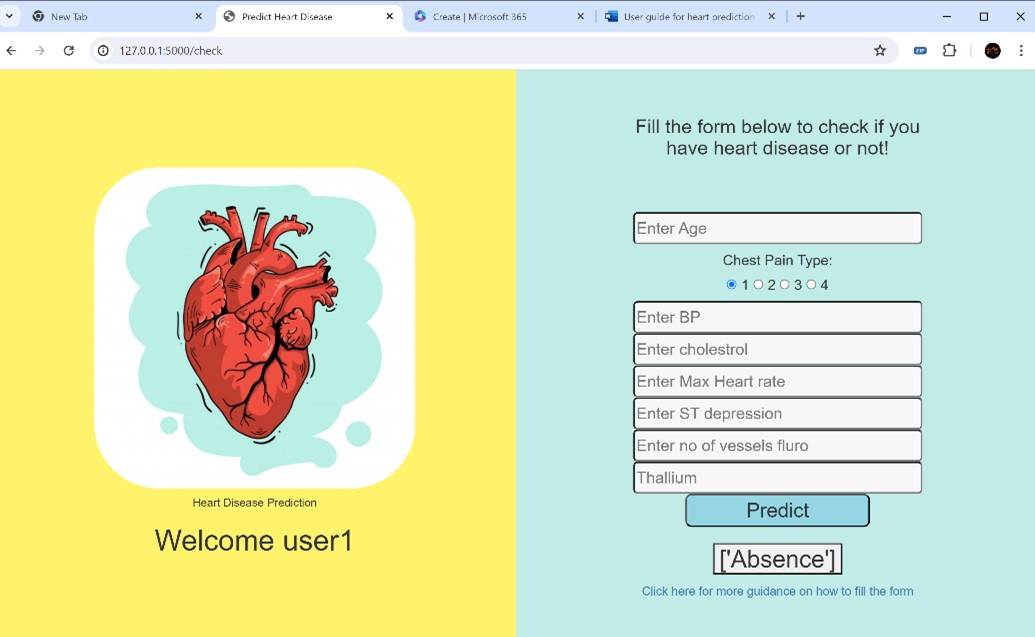 New Tab
Predict Heart Disease
Create | Microsoft 365
User guide for heart prediction
127.0.0.1:5000/check
ZIP
Heart Disease Prediction
Welcome user1
Fill the form below to check if you
have heart disease or not!
Enter Age
Chest Pain Type:
1 2 3 4
Enter BP
Enter cholestrol
Enter Max Heart rate
Enter ST depression
Enter no of vessels fluro
Thallium
Predict
['Absence']
Click here for more guidance on how to fill the form